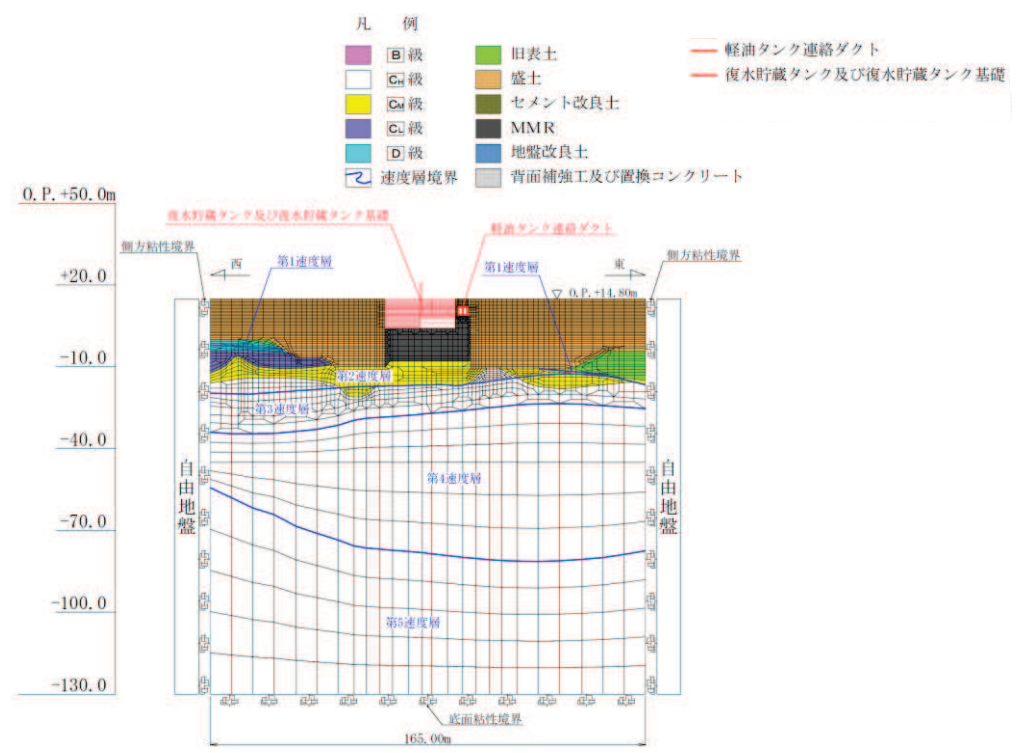 凡 例
B 級
CH 級
CM 級
CL 級
D 級
速度層境界
旧表土
盛土
セメント改良土
MMR
地盤改良土
背面補強工及び置換コンクリート
軽油タンク連絡ダクト
復水貯蔵タンク及び復水貯蔵タンク基礎
O.P.+50.0m
+20.0
-10.0
-40.0
-70.0
-100.0
-130.0
復水貯蔵タンク及び復水貯蔵タンク基礎
軽油タンク連絡ダクト
側方粘性境界
西
第1速度層
第1速度層
東
側方粘性境界
O.P.+14.80m
第2速度層
第3速度層
第4速度層
第5速度層
自由地盤
自由地盤
底面粘性境界
165.00m